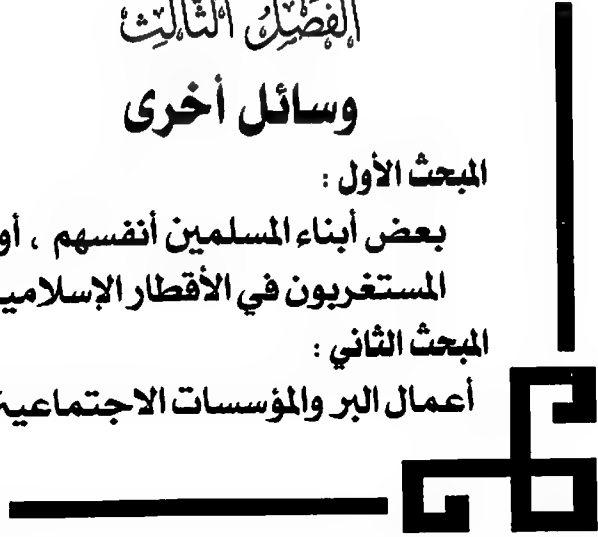 الفصل الثالث
وسائل أخرى
المبحث الأول :
بعض أبناء المسلمين أنفسهم ، أو
المستغربون في الأقطار الإسلامية
المبحث الثاني :
أعمال البر والمؤسسات الاجتماعية